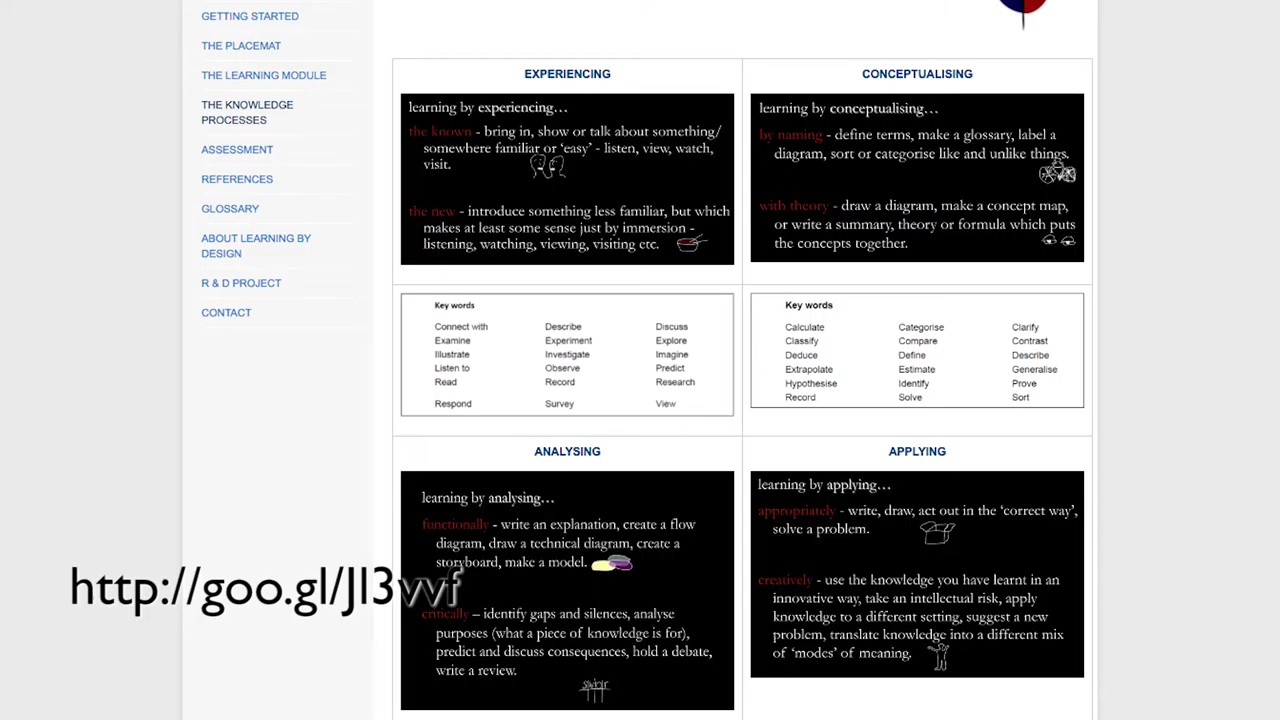 GETTING STARTED
THE PLACEMAT
THE LEARNING MODULE
THE KNOWLEDGE
PROCESSES
ASSESSMENT
REFERENCES
GLOSSARY
ABOUT LEARNING BY
DESIGN
R & D PROJECT
CONTACT
EXPERIENCING
learning by experiencing...
the known - bring in, show or talk about something/
somewhere familiar or 'easy' - listen, view, watch,
visit.
the new - introduce something less familiar, but which
makes at least some sense just by immersion -
listening, watching, viewing, visiting etc.
CONCEPTUALISING
learning by conceptualising...
by naming - define terms, make a glossary, label a
diagram, sort or categorise like and unlike things.
with theory - draw a diagram, make a concept map,
or write a summary, theory or formula which puts
the concepts together.
Key words
Connect with Describe Discuss
Examine Experiment Explore
Illustrate Investigate Imagine
Listen to Observe Predict
Read Record Research
Respond Survey View
Key words
Calculate Categorise Clarify
Classify Compare Contrast
Deduce Define Describe
Extrapolate Estimate Generalise
Hypothesise Identify Prove
Record Solve Sort
ANALYSING
learning by analysing...
functionally - write an explanation, create a flow
diagram, draw a technical diagram, create a
storyboard, make a model.
critically – identify gaps and silences, analyse
purposes (what a piece of knowledge is for),
predict and discuss consequences, hold a debate,
write a review.
APPLYING
learning by applying...
appropriately - write, draw, act out in the 'correct way',
solve a problem.
creatively - use the knowledge you have learnt in an
innovative way, take an intellectual risk, apply
knowledge to a different setting, suggest a new
problem, translate knowledge into a different mix
of 'modes' of meaning.